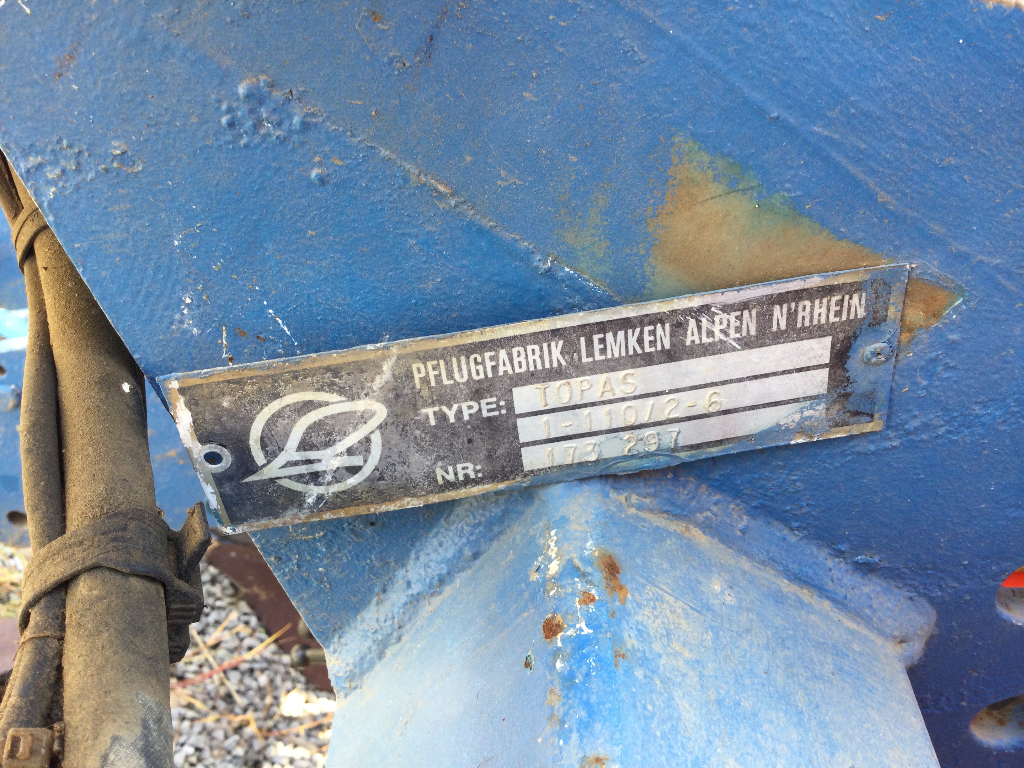 PFLUGFABRIK LEMKEN ALPEN N'RHEIN
TYPE: TOPAS
1-110/2-6
NR: 173 297